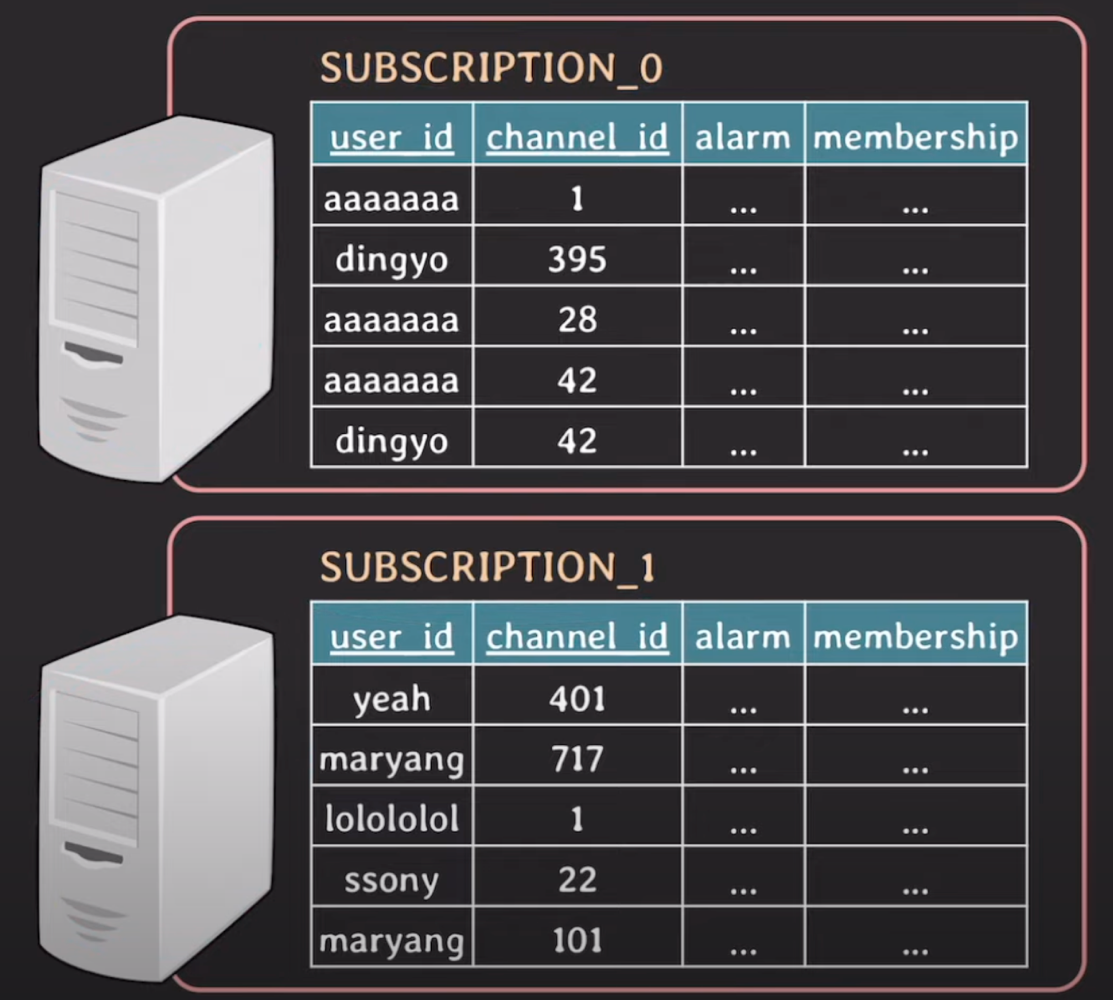 SUBSCRIPTION_0
user_id channel_id alarm membership
aaaaaaa 1 ... ...
dingyo 395 ... ...
aaaaaaa 28 ... ...
aaaaaaa 42 ... ...
dingyo 42 ... ...
SUBSCRIPTION_1
user_id channel_id alarm membership
yeah 401 ... ...
maryang 717 ... ...
lolololol 1 ... ...
ssony 22 ... ...
maryang 101 ... ...